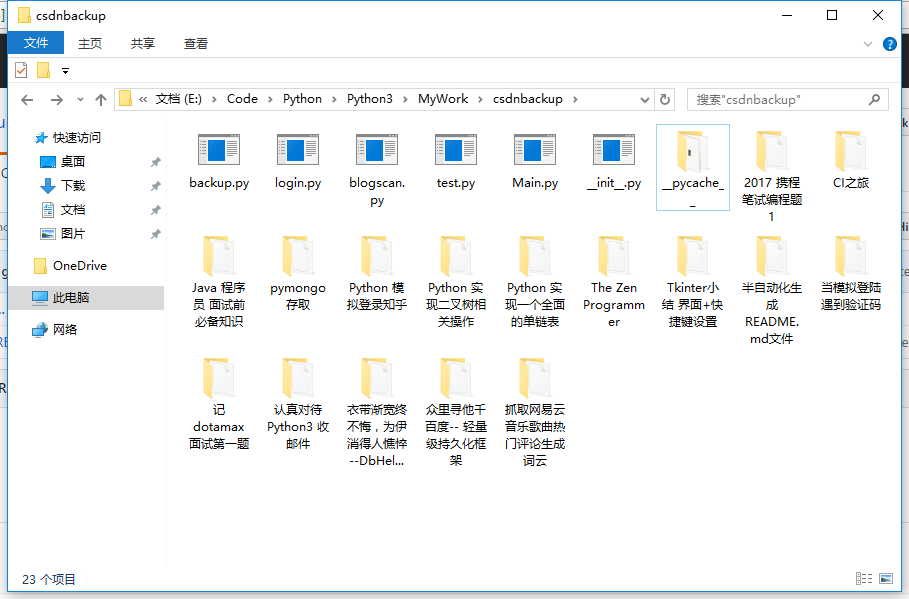 csdnbackup
文件 主页 共享 查看
« 文档 (E:) › Code › Python › Python3 › MyWork › csdnbackup ›
搜索"csdnbackup"
快速访问
桌面
下载
文档
图片
OneDrive
此电脑
网络
backup.py
login.py
blogscan.
py
test.py
Main.py
__init__.py
__pycache_
_
2017 携程
笔试编程题
1
CI之旅
Java 程序
员 面试前
必备知识
pymongo
存取
Python 模
拟登录知乎
Python 实
现二叉树相
关操作
Python 实
现一个全面
的单链表
The Zen
Programm
er
Tkinter小
结 界面+快
捷键设置
半自动化生
成
README.
md文件
当模拟登陆
遇到验证码
记
dotamax
面试第一题
认真对待
Python3 收
邮件
衣带渐宽终
不悔，为伊
消得人憔悴
--DbHel...
众里寻他千
百度-- 轻量
级持久化框
架
抓取网易云
音乐歌曲热
门评论生成
词云
23 个项目